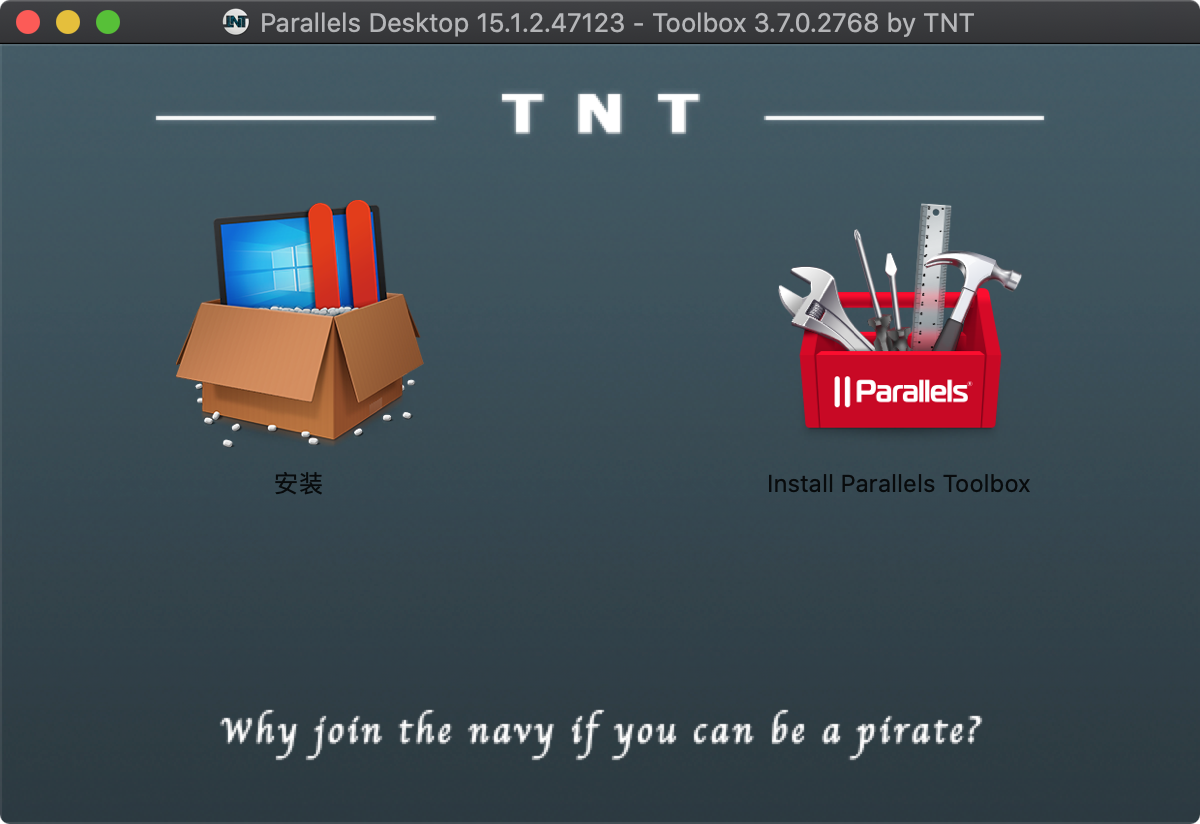 Parallels Desktop 15.1.2.47123 - Toolbox 3.7.0.2768 by TNT
TNT
Parallels®
安装
Install Parallels Toolbox
Why join the navy if you can be a pirate?